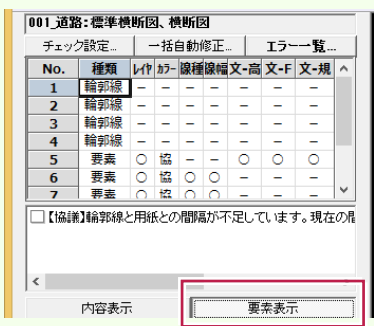 001_道路：標準横断図、横断図
チェック設定... 一括自動修正... エラー一覧...
No. 種類 ﾚｲﾔ ｶﾗｰ 線種 線幅 文-高 文-F 文-規
1 輪郭線 － － － － － － －
2 輪郭線 － － － － － － －
3 輪郭線 － － － － － － －
4 輪郭線 － － － － － － －
5 要素 ○ 協 － － ○ ○ ○
6 要素 ○ 協 ○ ○ － － －
7 要素 ○ 協 ○ ○ － － －
【協議】輪郭線と用紙との間隔が不足しています。現在の間
内容表示 要素表示